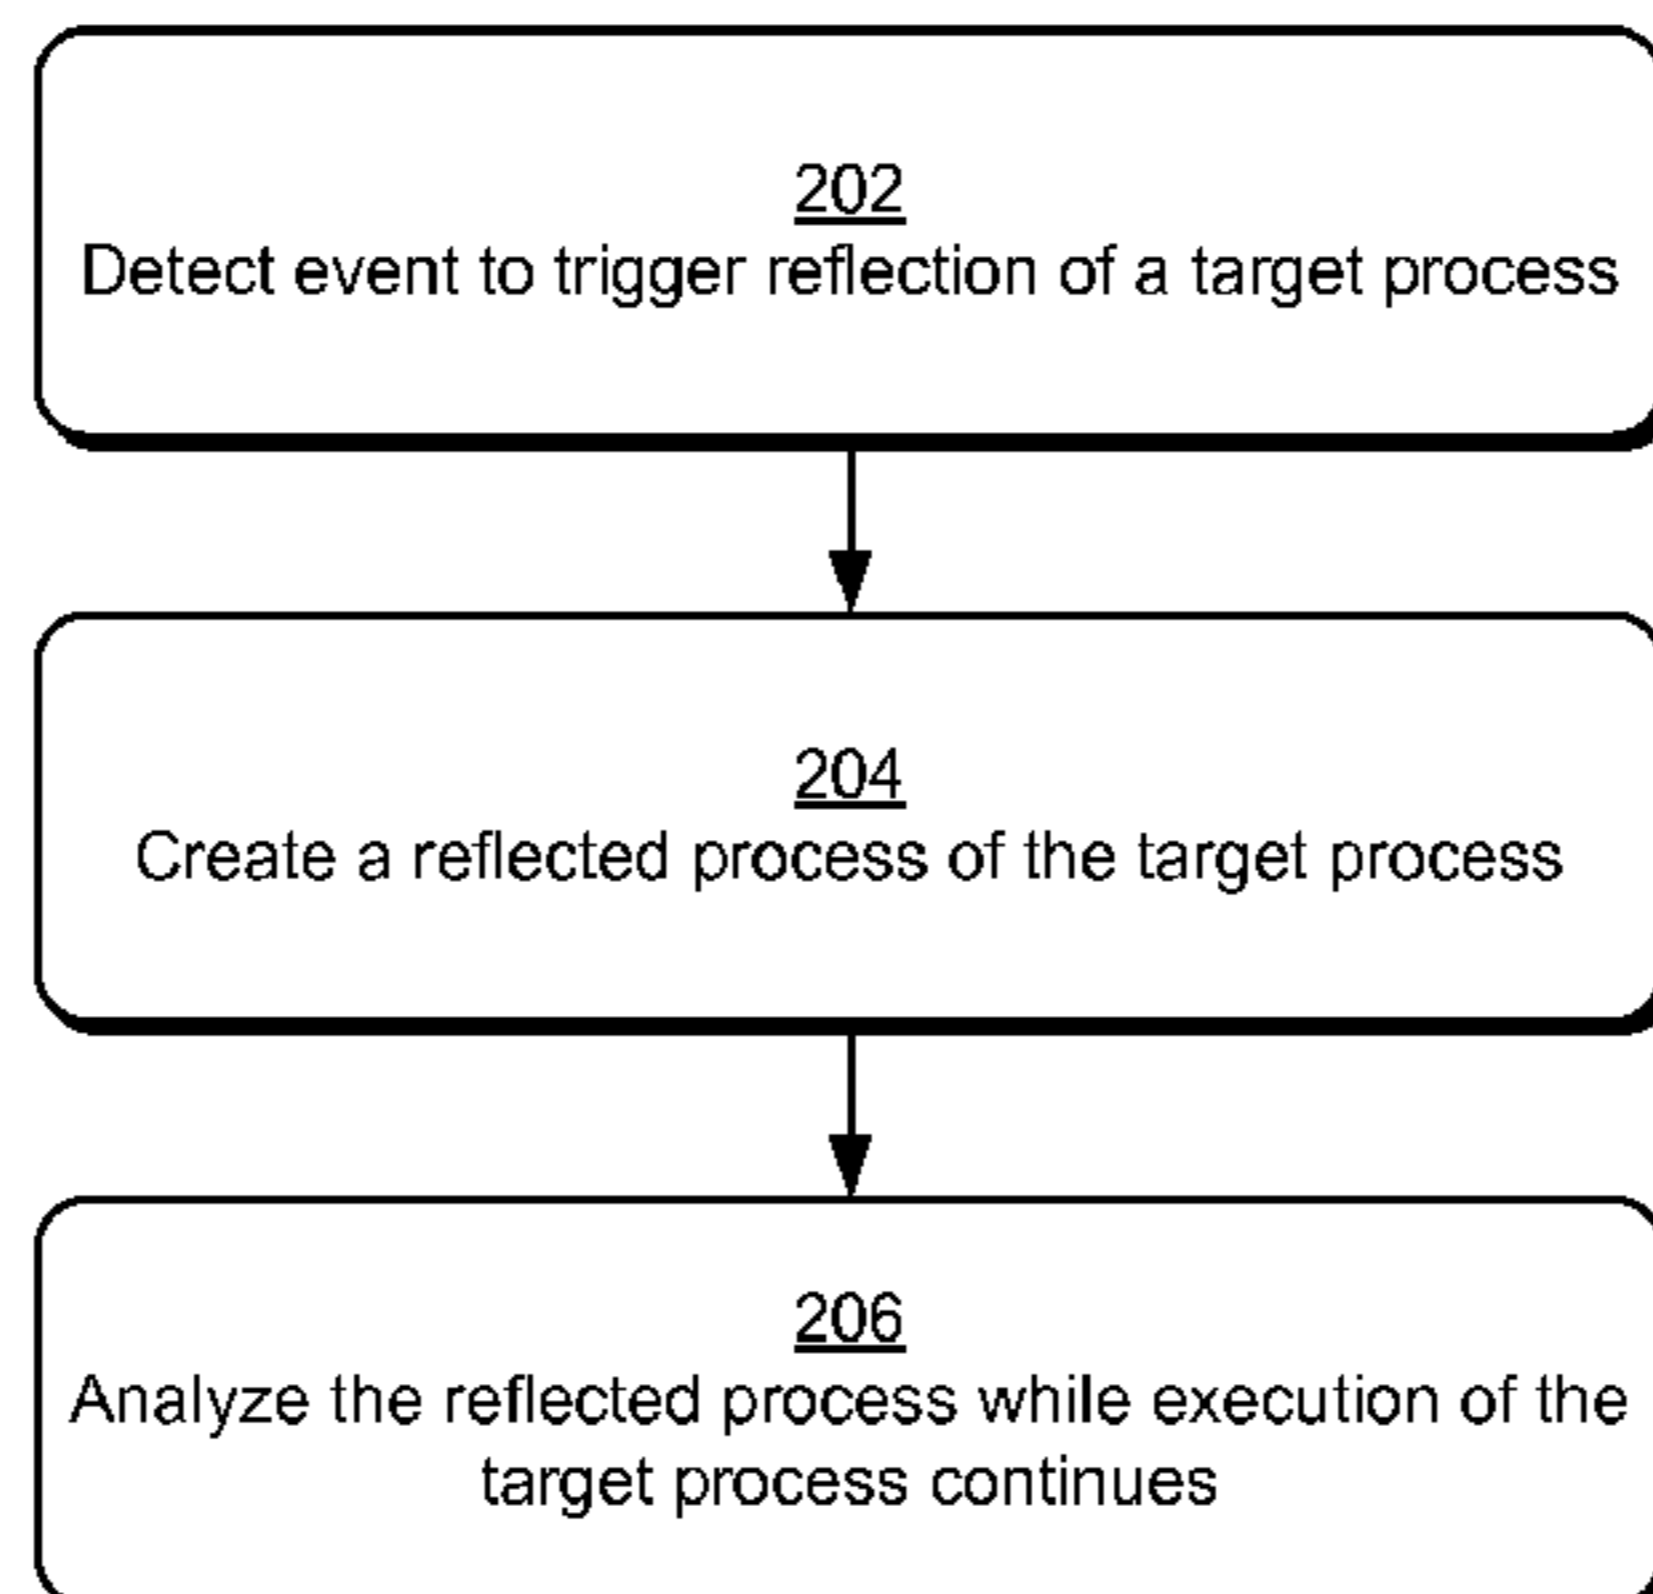 202
Detect event to trigger reflection of a target process
204
Create a reflected process of the target process
206
Analyze the reflected process while execution of the
target process continues